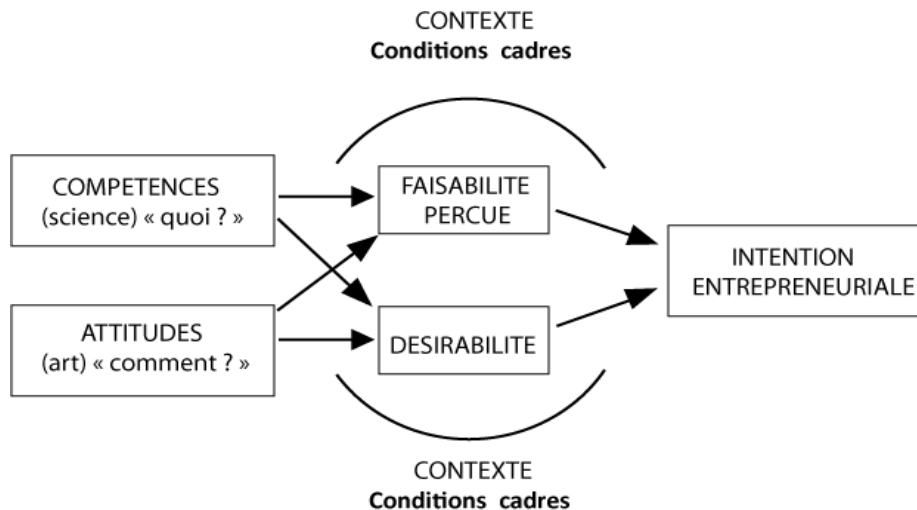 CONTEXTE
Conditions cadres
COMPETENCES
(science) « quoi ? »
FAISABILITE
PERCUE
INTENTION
ENTREPRENEURIALE
ATTITUDES
(art) « comment ? »
DESIRABILITE
CONTEXTE
Conditions cadres